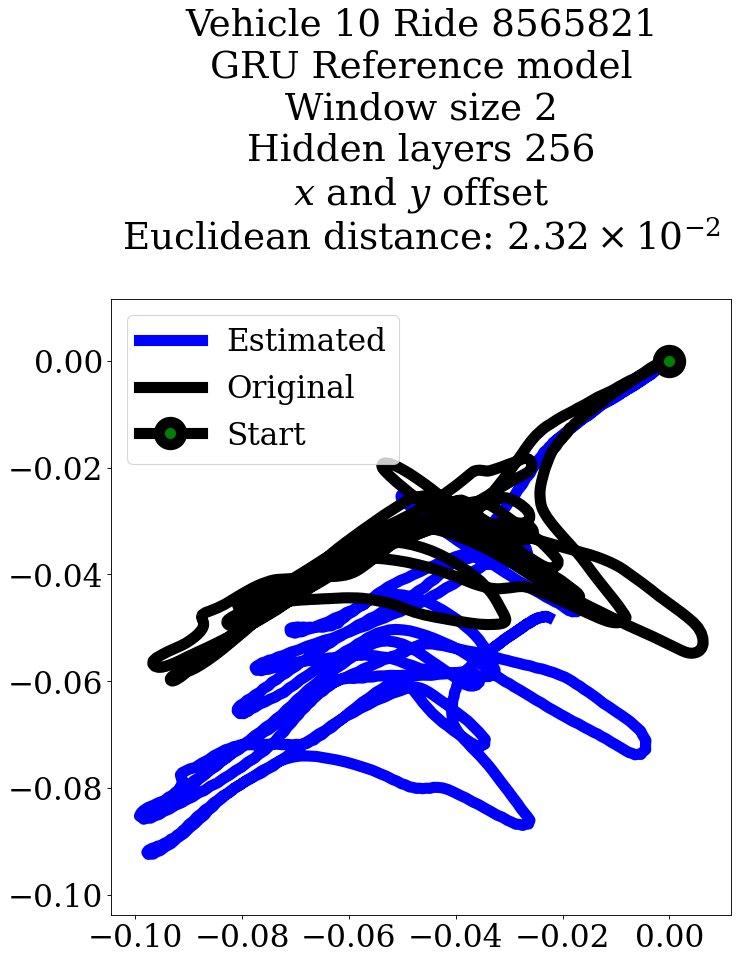 Vehicle 10 Ride 8565821
GRU Reference model
Window size 2
Hidden layers 256
x and y offset
Euclidean distance: 2.32 × 10⁻²
Estimated
Original
Start
0.00
−0.02
−0.04
−0.06
−0.08
−0.10
−0.10 −0.08 −0.06 −0.04 −0.02 0.00